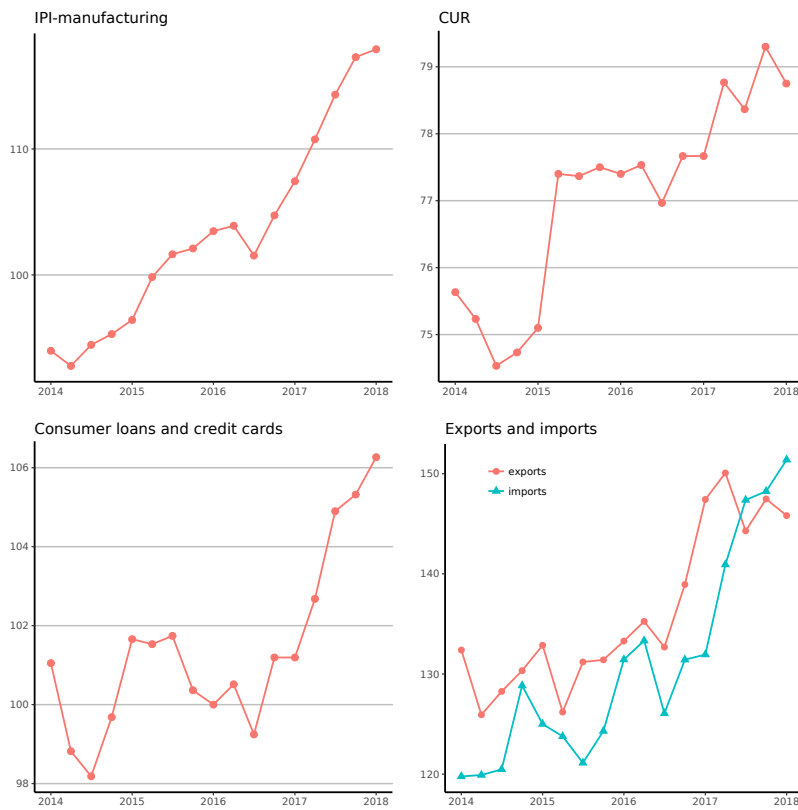 IPI-manufacturing
110
100
2014 2015 2016 2017 2018
CUR
79
78
77
76
75
2014 2015 2016 2017 2018
Consumer loans and credit cards
106
104
102
100
98
2014 2015 2016 2017 2018
Exports and imports
exports
imports
150
140
130
120
2014 2015 2016 2017 2018